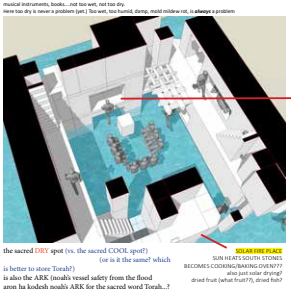 musical instruments, books....not too wet, not too dry.
Here too dry is never a problem (yet.) Too wet, too humid, damp, mold mildew rot, is always a problem
the sacred DRY spot (vs. the sacred COOL spot?)
(or is it the same? which
is better to store Torah?)
is also the ARK (noah's vessel safety from the flood
aron ha kodesh noah's ARK for the sacred word Torah...?
SOLAR FIRE PLACE
SUN HEATS SOUTH STONES
BECOMES COOKING/BAKING OVEN???
also just solar drying?
dried fruit (what fruit??), dried fish?